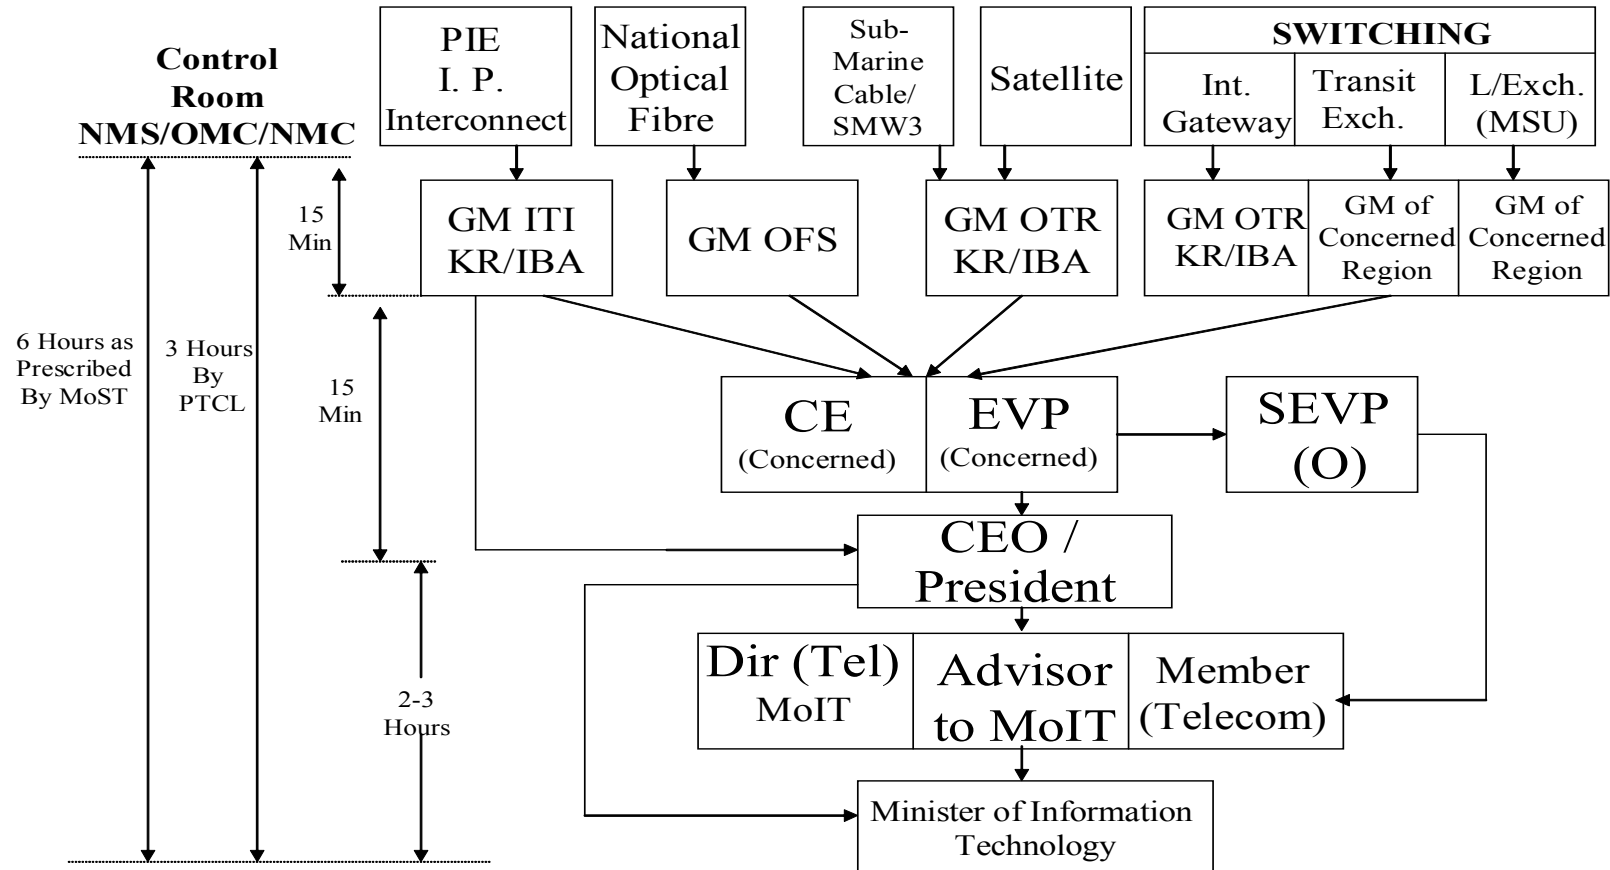 Control
Room
NMS/OMC/NMC
PIE
I. P.
Interconnect
National
Optical
Fibre
Sub-
Marine
Cable/
SMW3
Satellite
SWITCHING
Int.
Gateway
Transit
Exch.
L/Exch.
(MSU)
15
Min
GM ITI
KR/IBA
GM OFS
GM OTR
KR/IBA
GM OTR
KR/IBA
GM of
Concerned
Region
GM of
Concerned
Region
6 Hours as
Prescribed
By MoST
3 Hours
By
PTCL
15
Min
CE
(Concerned)
EVP
(Concerned)
SEVP
(O)
CEO /
President
2-3
Hours
Dir (Tel)
MoIT
Advisor
to MoIT
Member
(Telecom)
Minister of Information
Technology